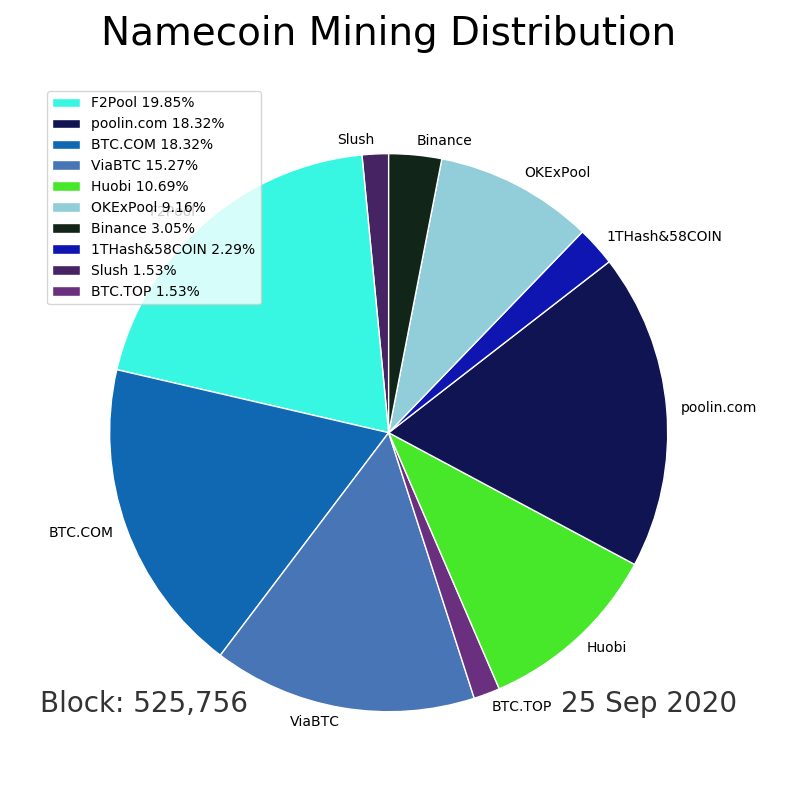 Namecoin Mining Distribution
F2Pool 19.85%
poolin.com 18.32%
BTC.COM 18.32%
ViaBTC 15.27%
Huobi 10.69%
OKExPool 9.16%
Binance 3.05%
1THash&58COIN 2.29%
Slush 1.53%
BTC.TOP 1.53%
Slush
Binance
OKExPool
F2Pool
1THash&58COIN
poolin.com
BTC.COM
Huobi
BTC.TOP
ViaBTC
Block: 525,756
25 Sep 2020